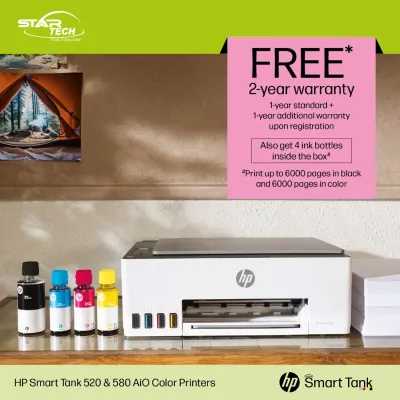 STAR
TECH
FREE*
2-year warranty
1-year standard +
1-year additional warranty
upon registration
Also get 4 ink bottles
inside the box‡
‡Print up to 6000 pages in black
and 6000 pages in color
hp
HP Smart Tank 520 & 580 AiO Color Printers
hp
Smart Tank